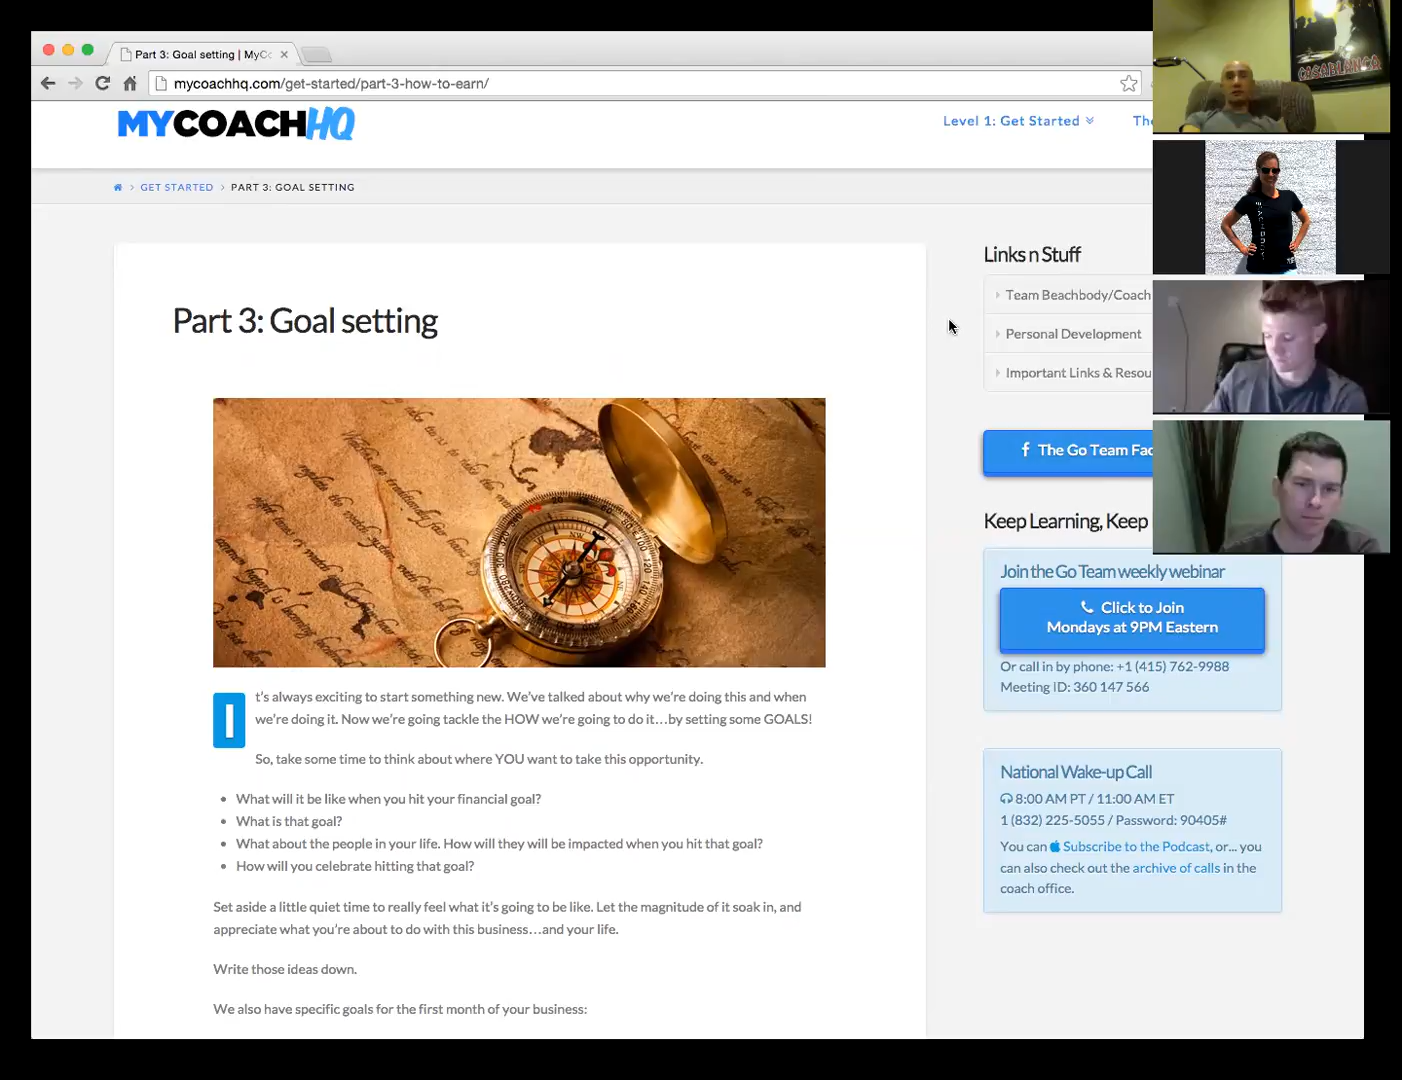 Part 3: Goal setting | MyCo
mycoachhq.com/get-started/part-3-how-to-earn/
MYCOACHHQ
Level 1: Get Started
The
GET STARTED
PART 3: GOAL SETTING
Part 3: Goal setting
It's always exciting to start something new. We've talked about why we're doing this and when
we're doing it. Now we're going tackle the HOW we're going to do it…by setting some GOALS!
So, take some time to think about where YOU want to take this opportunity.
What will it be like when you hit your financial goal?
What is that goal?
What about the people in your life. How will they will be impacted when you hit that goal?
How will you celebrate hitting that goal?
Set aside a little quiet time to really feel what it's going to be like. Let the magnitude of it soak in, and
appreciate what you're about to do with this business…and your life.
Write those ideas down.
We also have specific goals for the first month of your business:
Links n Stuff
Team Beachbody/Coach
Personal Development
Important Links & Resou
The Go Team Fac
Keep Learning, Keep
Join the Go Team weekly webinar
Click to Join
Mondays at 9PM Eastern
Or call in by phone: +1 (415) 762-9988
Meeting ID: 360 147 566
National Wake-up Call
8:00 AM PT / 11:00 AM ET
1 (832) 225-5055 / Password: 90405#
You can Subscribe to the Podcast, or... you
can also check out the archive of calls in the
coach office.
CASABLANCA